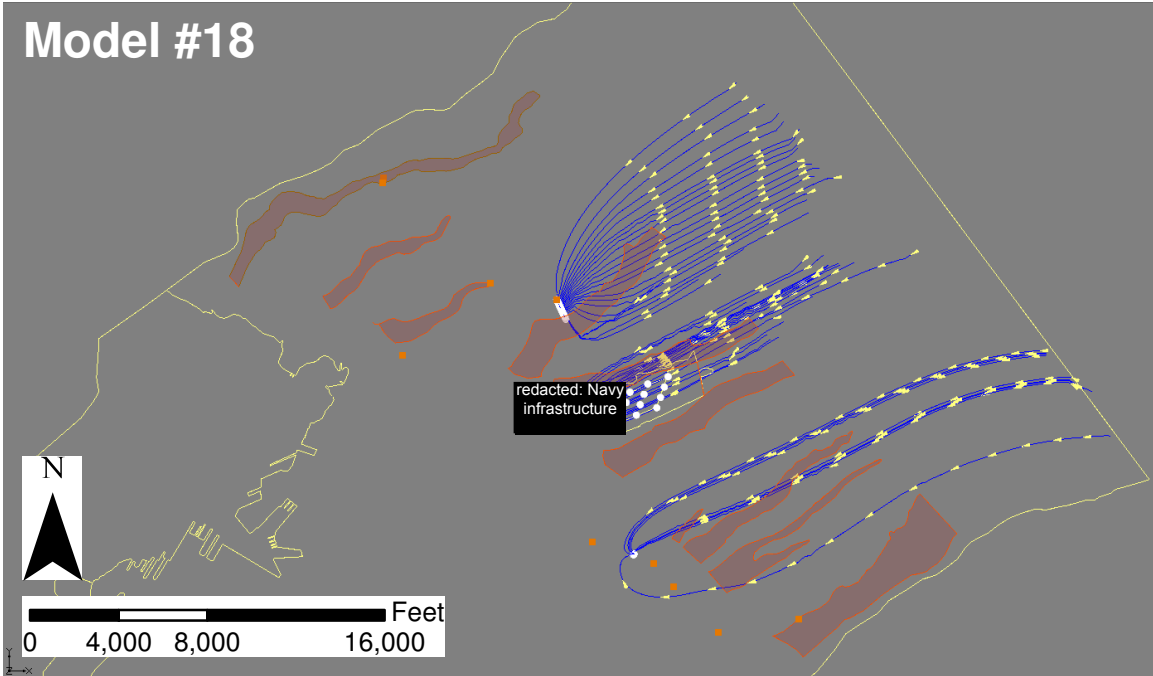 Model #18
redacted: Navy
infrastructure
N
Feet
0 4,000 8,000 16,000
Y
Z X